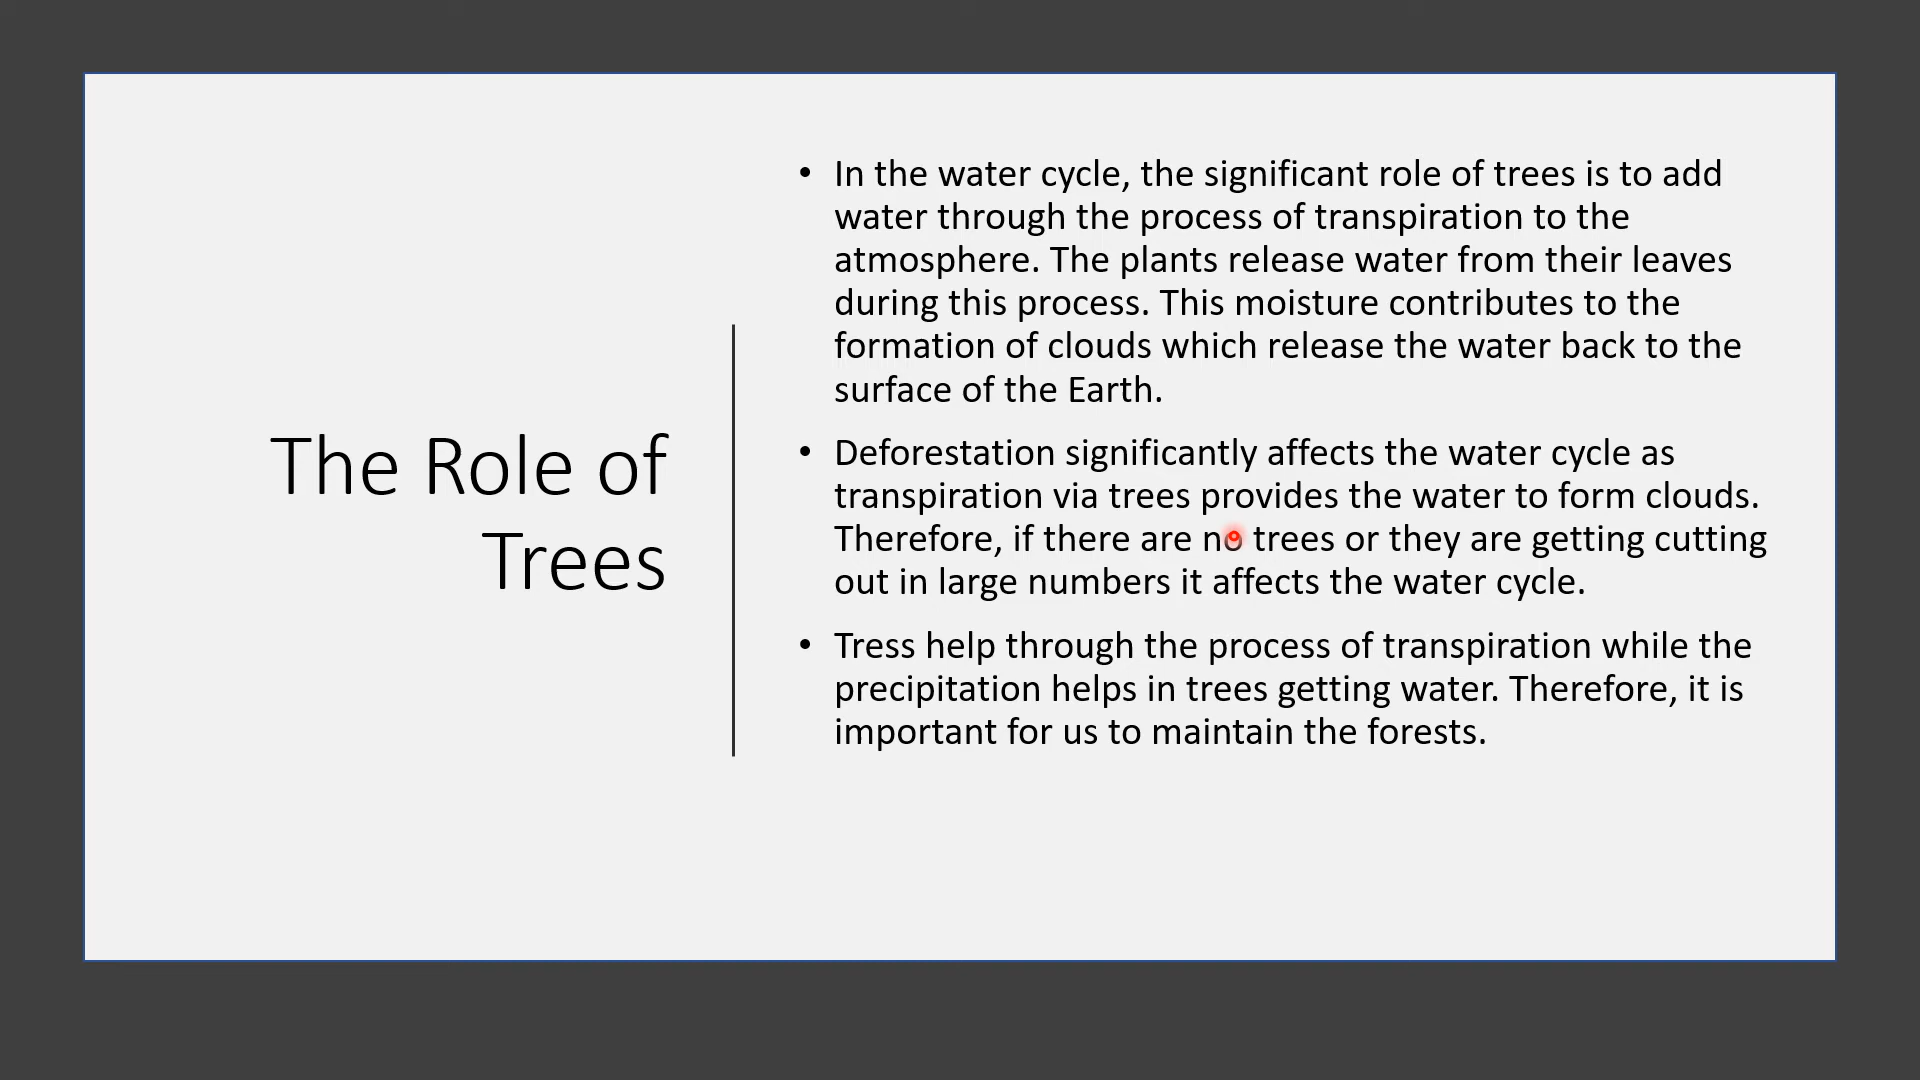 The Role of
Trees
• In the water cycle, the significant role of trees is to add
water through the process of transpiration to the
atmosphere. The plants release water from their leaves
during this process. This moisture contributes to the
formation of clouds which release the water back to the
surface of the Earth.
• Deforestation significantly affects the water cycle as
transpiration via trees provides the water to form clouds.
Therefore, if there are no trees or they are getting cutting
out in large numbers it affects the water cycle.
• Tress help through the process of transpiration while the
precipitation helps in trees getting water. Therefore, it is
important for us to maintain the forests.